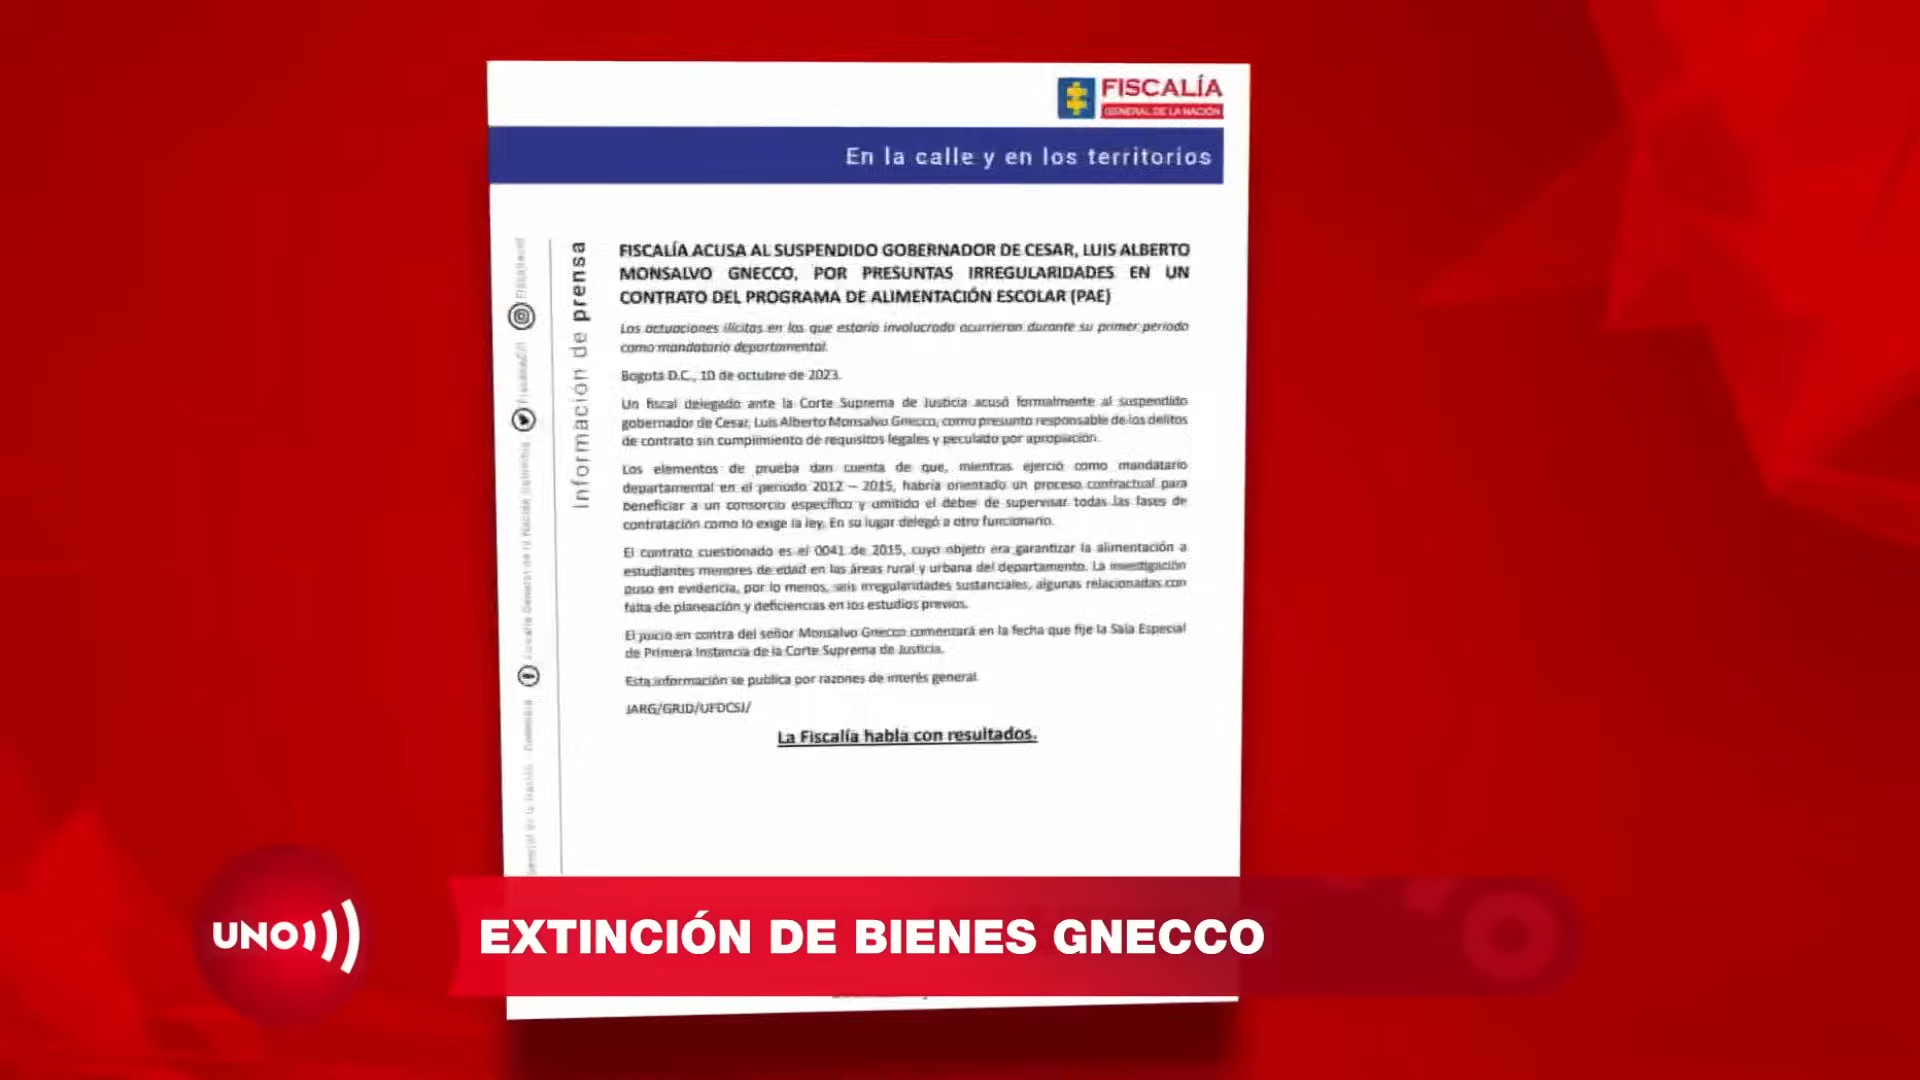 FISCALÍA
GENERAL DE LA NACIÓN
En la calle y en los territorios
Información de prensa
FISCALÍA ACUSA AL SUSPENDIDO GOBERNADOR DE CESAR, LUIS ALBERTO
MONSALVO GNECCO, POR PRESUNTAS IRREGULARIDADES EN UN
CONTRATO DEL PROGRAMA DE ALIMENTACIÓN ESCOLAR (PAE)
Las actuaciones ilícitas en las que estaría involucrado ocurrieron durante su primer periodo
como mandatario departamental.
Bogotá D.C., 10 de octubre de 2023.
Un fiscal delegado ante la Corte Suprema de Justicia acusó formalmente al suspendido
gobernador de Cesar, Luis Alberto Monsalvo Gnecco, como presunto responsable de los delitos
de contrato sin cumplimiento de requisitos legales y peculado por apropiación.
Los elementos de prueba dan cuenta de que, mientras ejerció como mandatario
departamental en el periodo 2012 – 2015, habría orientado un proceso contractual para
beneficiar a un consorcio específico y omitido el deber de supervisar todas las fases de
contratación como lo exige la ley. En su lugar delegó a otro funcionario.
El contrato cuestionado es el 0041 de 2015, cuyo objeto era garantizar la alimentación a
estudiantes menores de edad en las áreas rural y urbana del departamento. La investigación
puso en evidencia, por lo menos, seis irregularidades sustanciales, algunas relacionadas con
falta de planeación y deficiencias en los estudios previos.
El juicio en contra del señor Monsalvo Gnecco comenzará en la fecha que fije la Sala Especial
de Primera Instancia de la Corte Suprema de Justicia.
Esta información se publica por razones de interés general.
JARG/GRID/UFDCSJ/
La Fiscalía habla con resultados.
UNO
EXTINCIÓN DE BIENES GNECCO